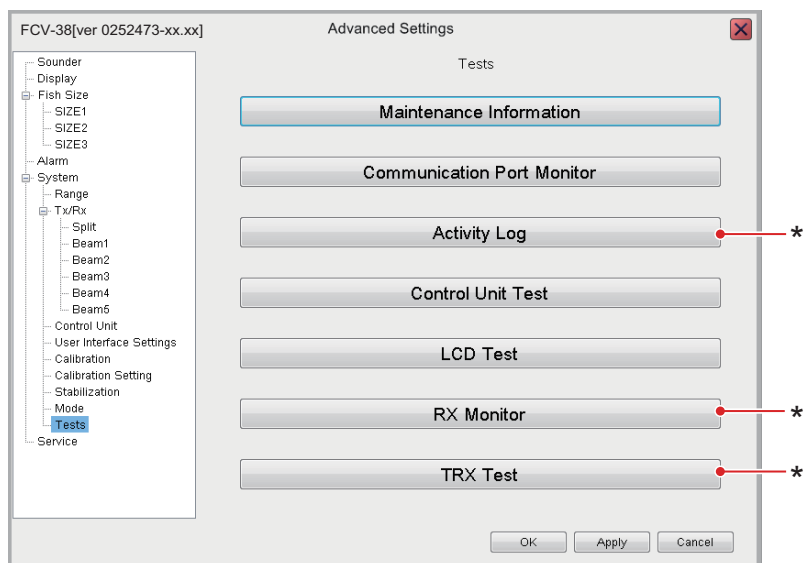 FCV-38[ver 0252473-xx.xx]
Advanced Settings
Sounder
Display
Fish Size
SIZE1
SIZE2
SIZE3
Alarm
System
Range
Tx/Rx
Split
Beam1
Beam2
Beam3
Beam4
Beam5
Control Unit
User Interface Settings
Calibration
Calibration Setting
Stabilization
Mode
Tests
Service
Tests
Maintenance Information
Communication Port Monitor
Activity Log *
Control Unit Test
LCD Test
RX Monitor *
TRX Test *
OK Apply Cancel